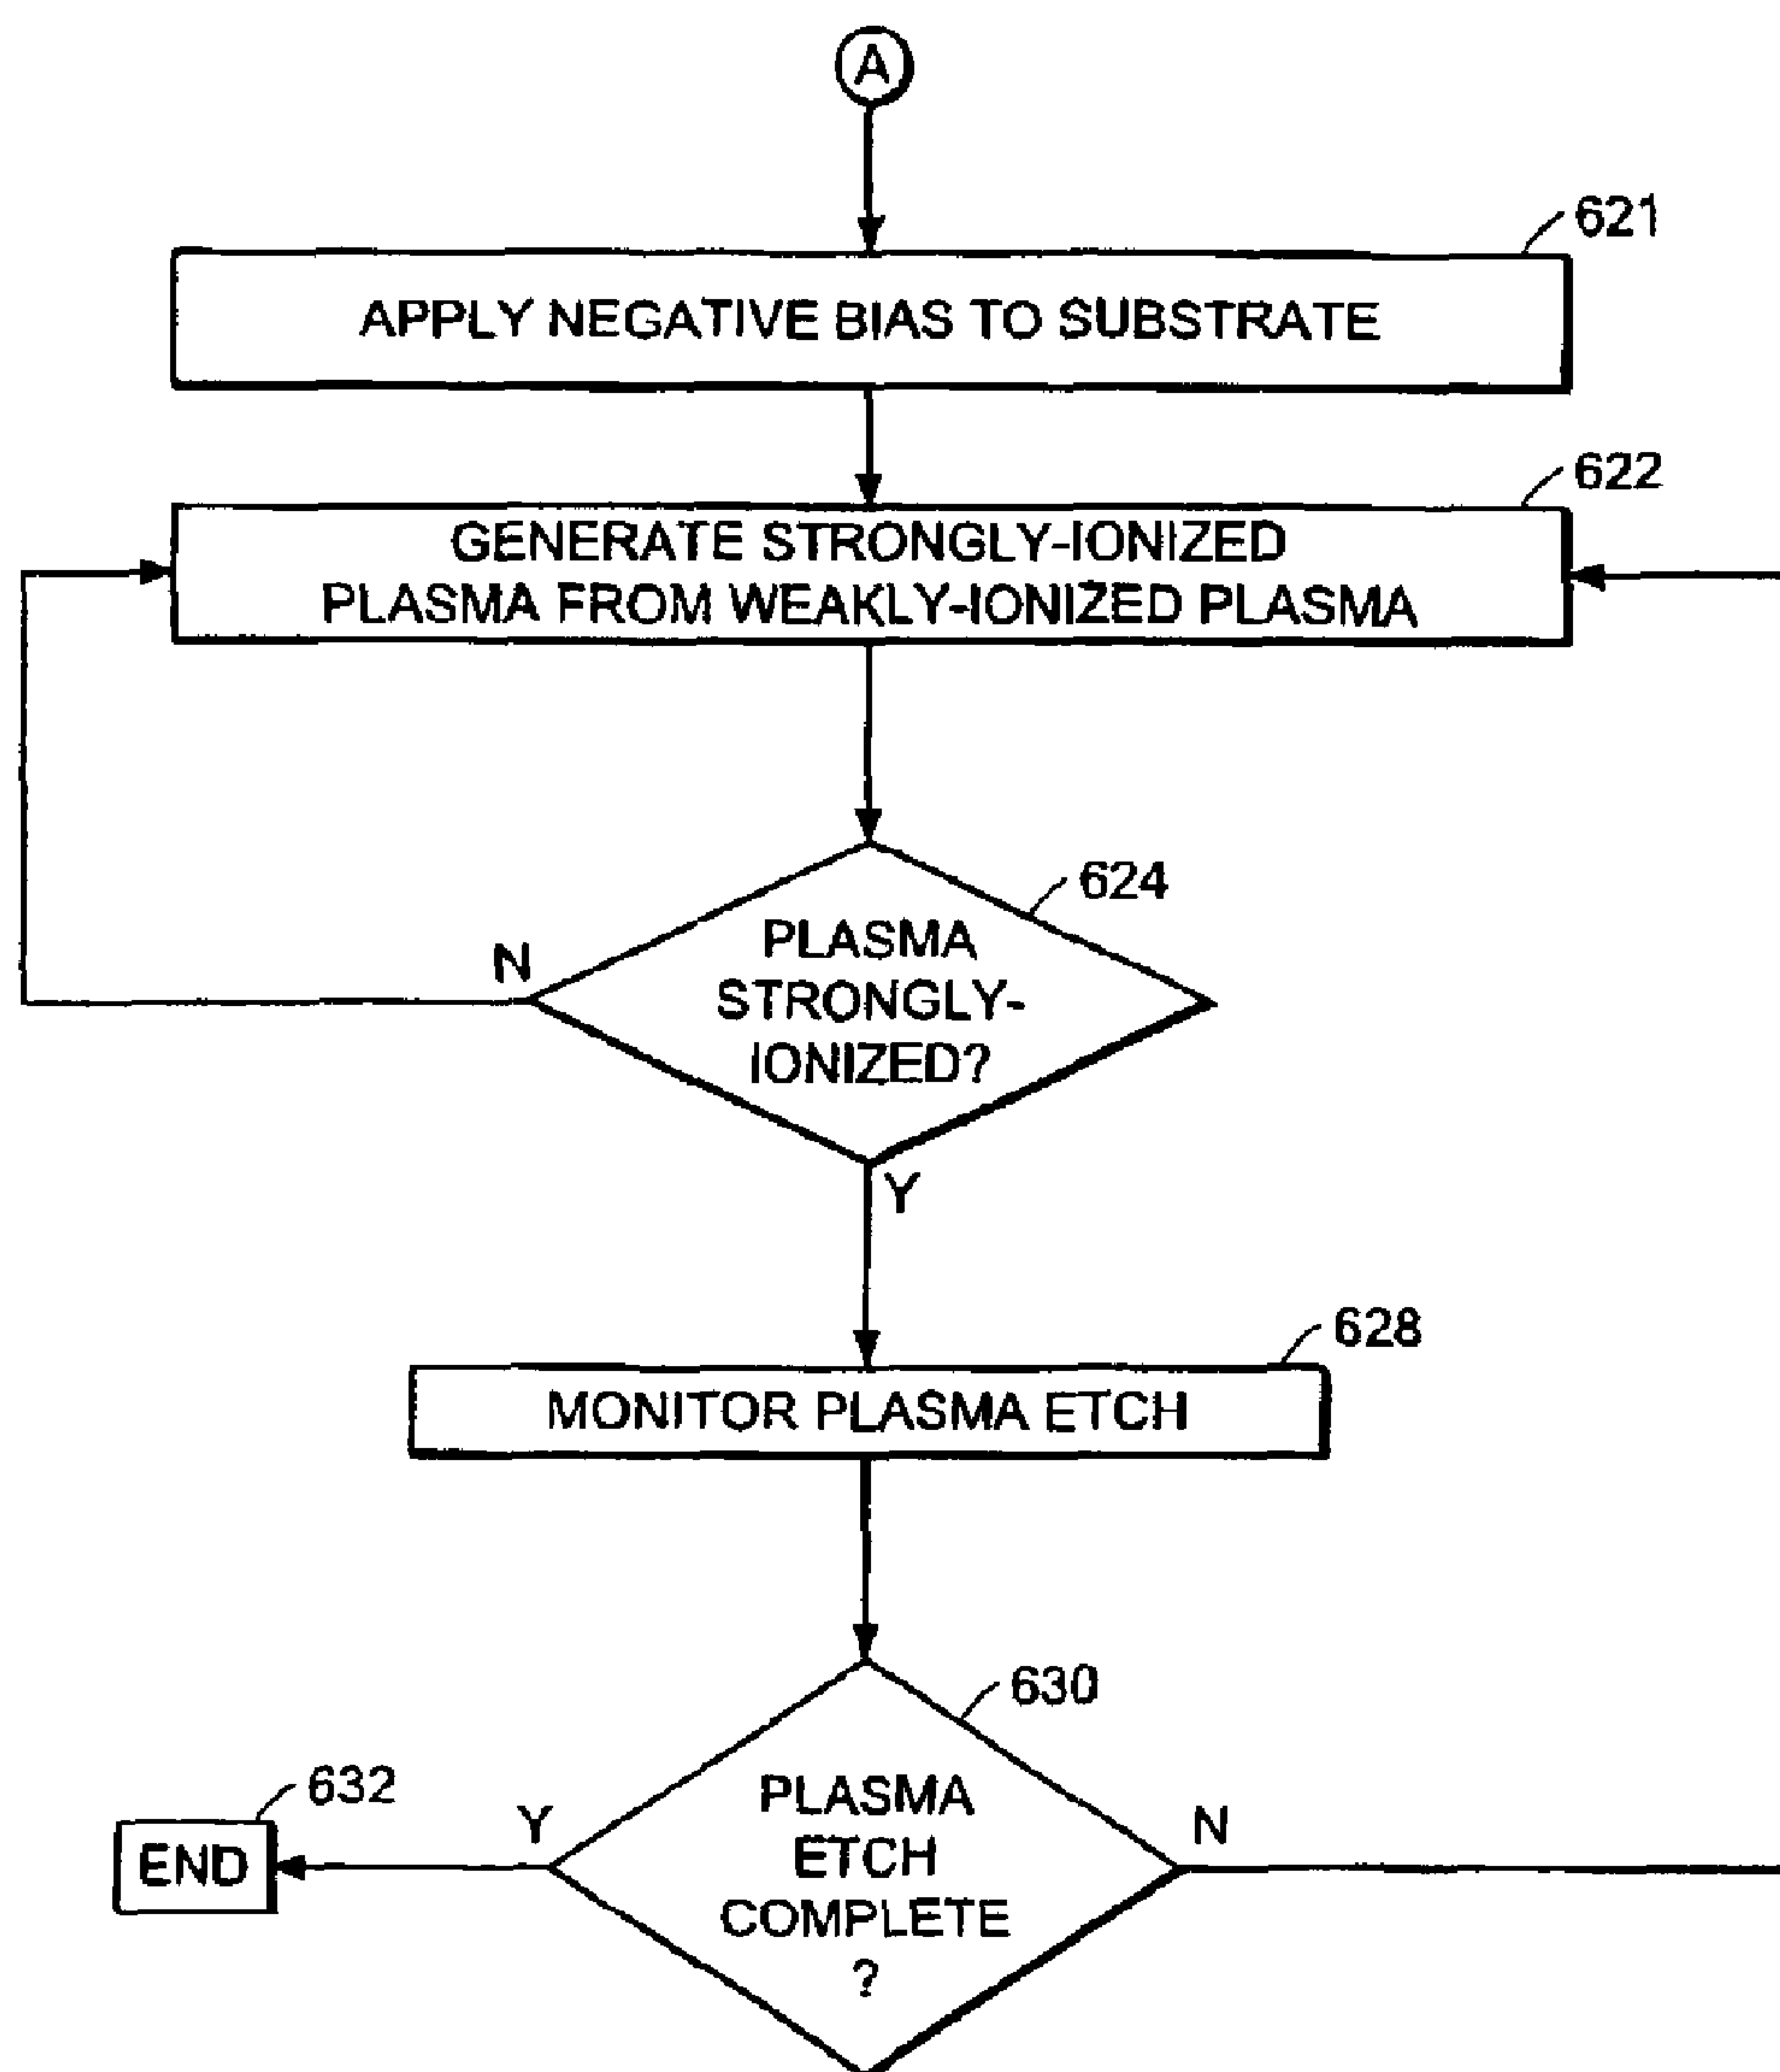 A
621
APPLY NEGATIVE BIAS TO SUBSTRATE
622
GENERATE STRONGLY-IONIZED
PLASMA FROM WEAKLY-IONIZED PLASMA
624
PLASMA
STRONGLY-
IONIZED?
N
Y
628
MONITOR PLASMA ETCH
630
PLASMA
ETCH
COMPLETE
?
Y
N
632
END